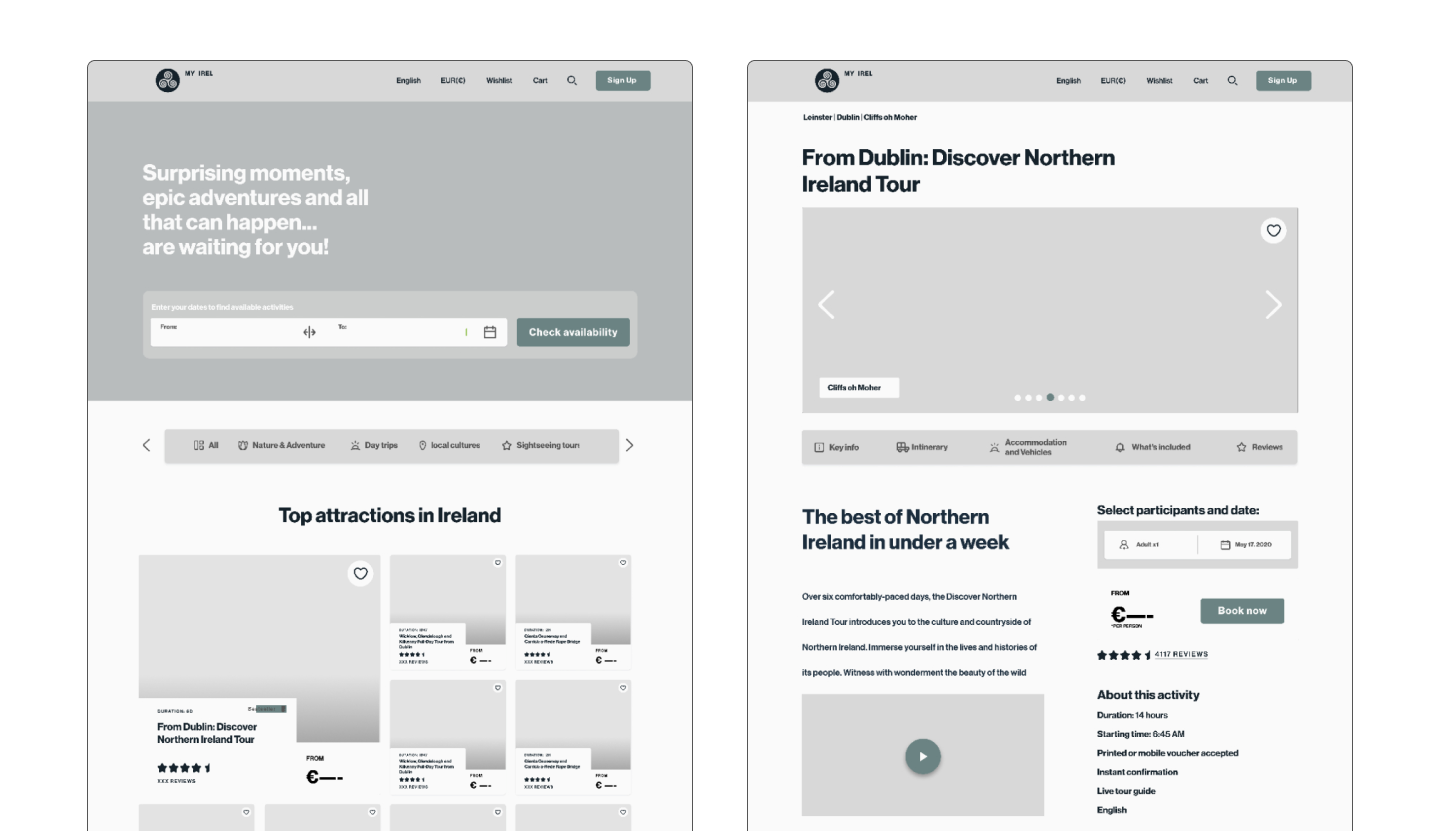 MY IREL
English EUR(€) Wishlist Cart Sign Up
Surprising moments,
epic adventures and all
that can happen...
are waiting for you!
Enter your dates to find available activities
To:
Check availability
All Nature & Adventure Day trips local cultures Sightseeing tours
Top attractions in Ireland
DURATION: 6D
From Dublin: Discover
Northern Ireland Tour
XXX REVIEWS
FROM
€—--
Wicklow, Glendalough and
Kilkenny Full-Day Tour from
Dublin
XXX REVIEWS
FROM
€ —--
Giants Causeway and
Carrick-a-Rede Rope Bridge
XXX REVIEWS
FROM
€ —--
Wicklow, Glendalough and
Kilkenny Full-Day Tour from
Dublin
XXX REVIEWS
FROM
€ —--
Giants Causeway and
Carrick-a-Rede Rope Bridge
XXX REVIEWS
FROM
€ —--
MY IREL
English EUR(€) Wishlist Cart Sign Up
Leinster | Dublin | Cliffs oh Moher
From Dublin: Discover Northern
Ireland Tour
Cliffs oh Moher
Key info Intinerary Accommodation
and Vehicles What's included Reviews
The best of Northern
Ireland in under a week
Over six comfortably-paced days, the Discover Northern
Ireland Tour introduces you to the culture and countryside of
Northern Ireland. Immerse yourself in the lives and histories of
its people. Witness with wonderment the beauty of the wild
Select participants and date:
Adult x1 May 17, 2020
FROM
€—--
*PER PERSON
Book now
4117 REVIEWS
About this activity
Duration: 14 hours
Starting time: 6:45 AM
Printed or mobile voucher accepted
Instant confirmation
Live tour guide
English